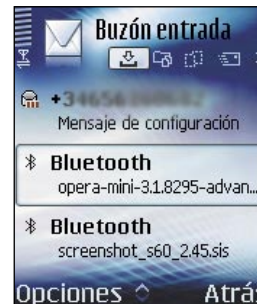 Buzón entrada
Mensaje de configuración
Bluetooth
opera-mini-3.1.8295-advan...
Bluetooth
screenshot_s60_2.45.sis
Opciones
Atrás